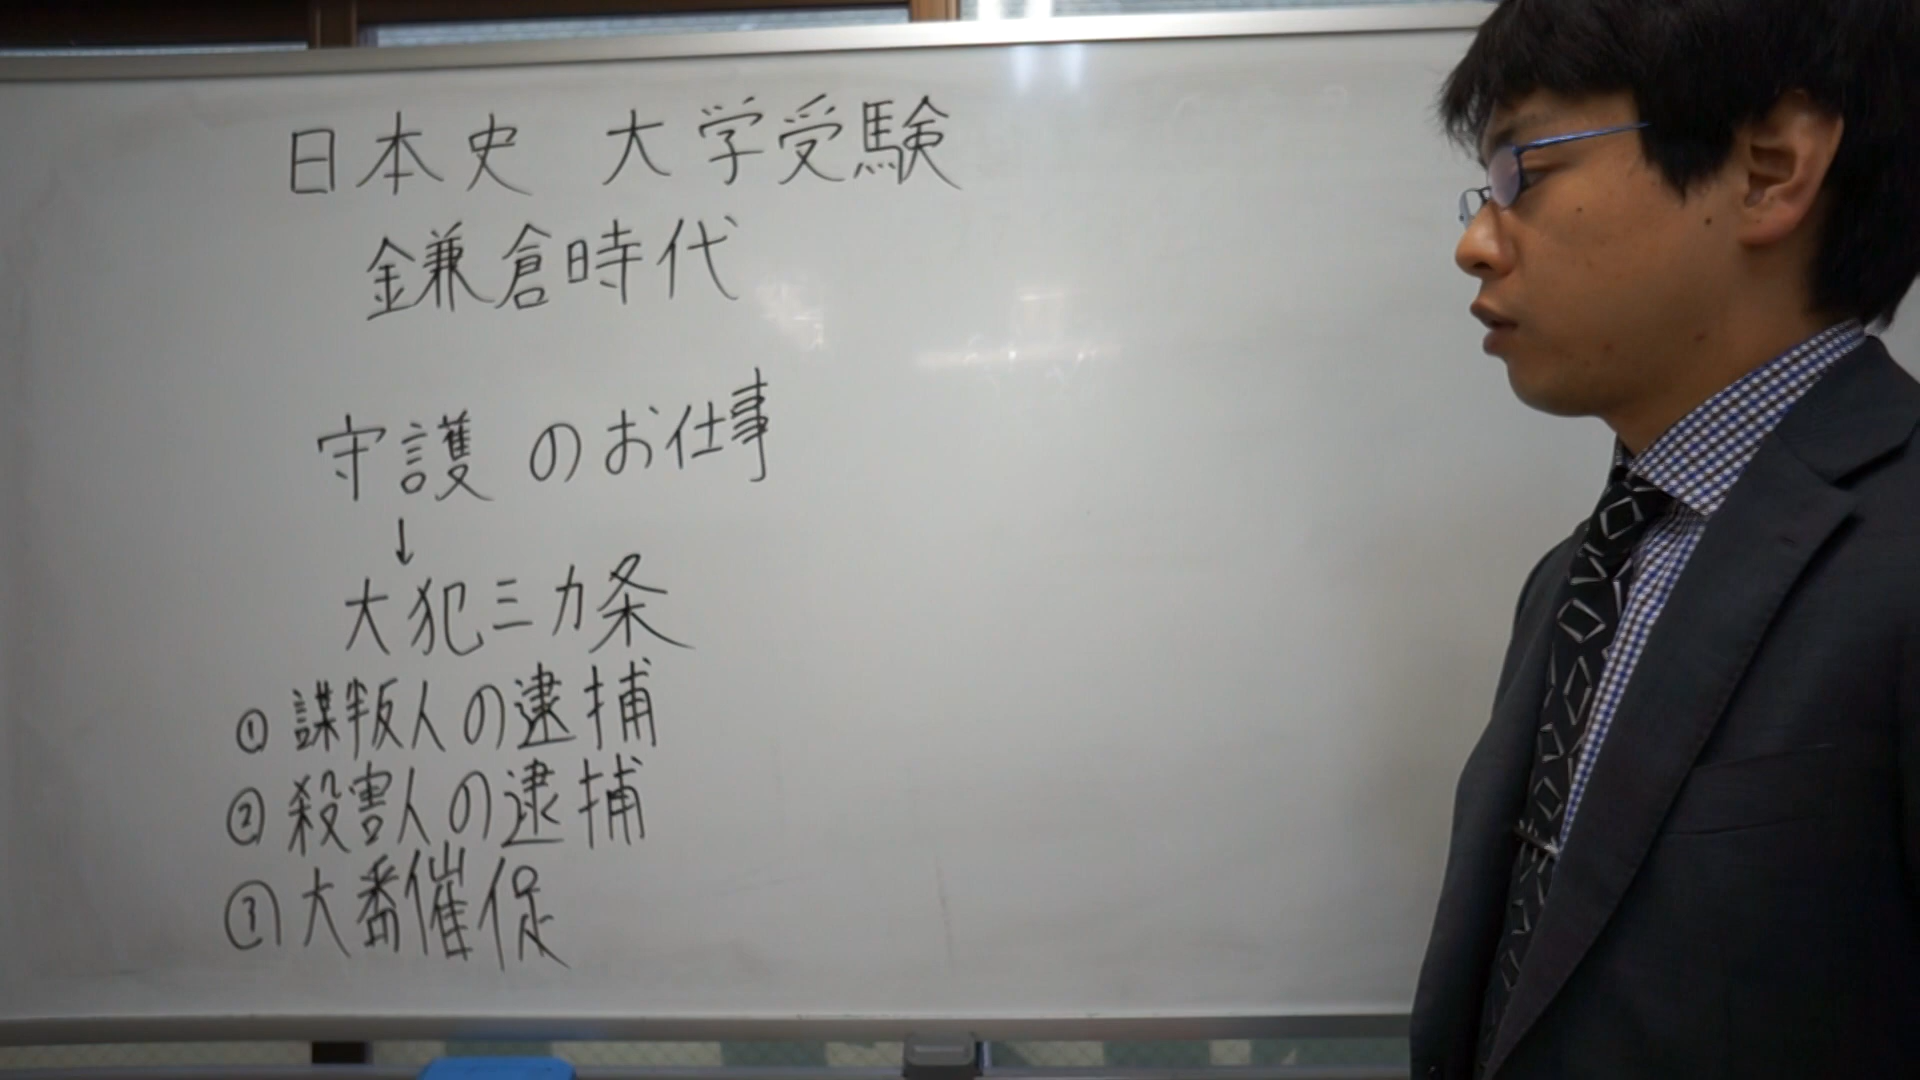 日本史 大学受験
鎌倉時代
守護 のお仕事
↓
大犯三カ条
① 謀叛人の逮捕
② 殺害人の逮捕
③ 大番催促